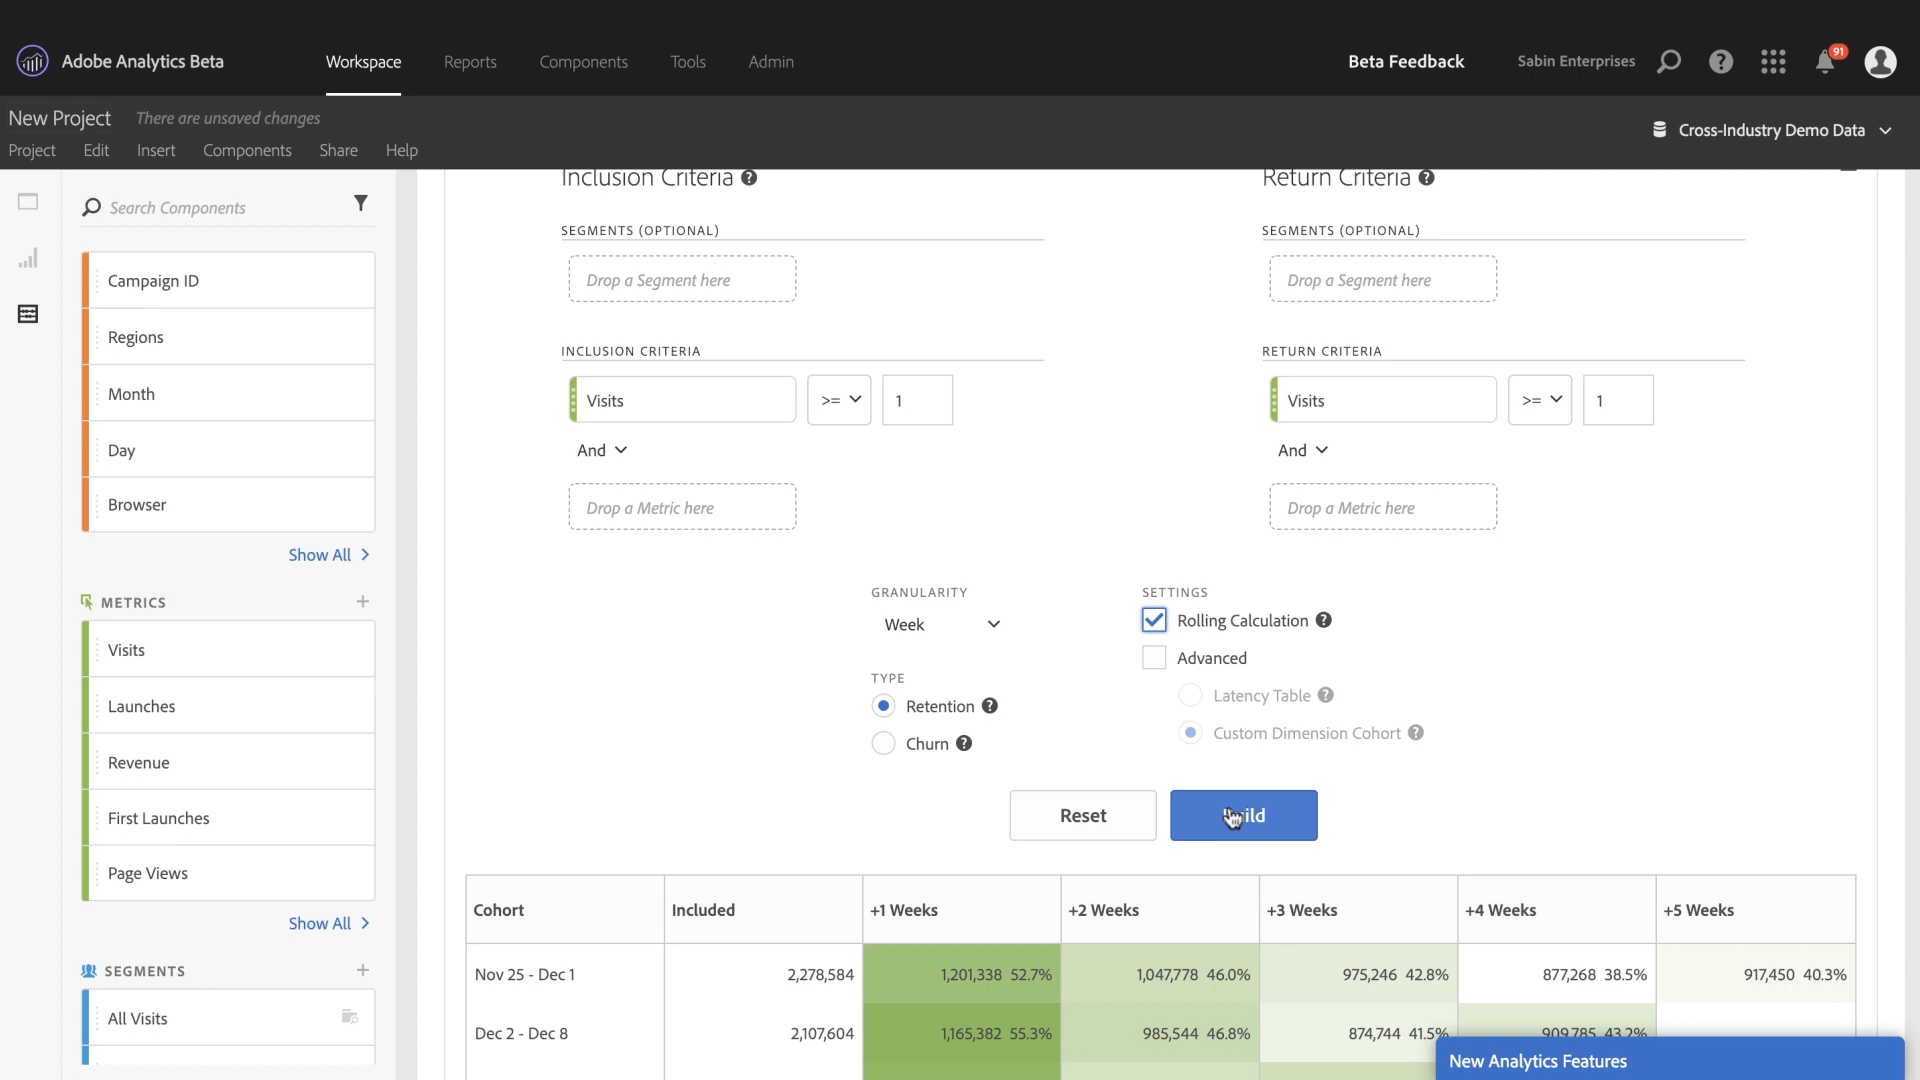 Adobe Analytics Beta
Workspace
Reports
Components
Tools
Admin
Beta Feedback
Sabin Enterprises
91
New Project
There are unsaved changes
Project
Edit
Insert
Components
Share
Help
Cross-Industry Demo Data
Search Components
Campaign ID
Regions
Month
Day
Browser
Show All
METRICS
Visits
Launches
Revenue
First Launches
Page Views
Show All
SEGMENTS
All Visits
Inclusion Criteria
SEGMENTS (OPTIONAL)
Drop a Segment here
INCLUSION CRITERIA
Visits >= 1
And
Drop a Metric here
Return Criteria
SEGMENTS (OPTIONAL)
Drop a Segment here
RETURN CRITERIA
Visits >= 1
And
Drop a Metric here
GRANULARITY
Week
TYPE
Retention
Churn
SETTINGS
Rolling Calculation
Advanced
Latency Table
Custom Dimension Cohort
Reset
Cohort Included +1 Weeks +2 Weeks +3 Weeks +4 Weeks +5 Weeks
Nov 25 - Dec 1 2,278,584 1,201,338 52.7% 1,047,778 46.0% 975,246 42.8% 877,268 38.5% 917,450 40.3%
Dec 2 - Dec 8 2,107,604 1,165,382 55.3% 985,544 46.8% 874,744 41.5% 909,785 43.2%
New Analytics Features